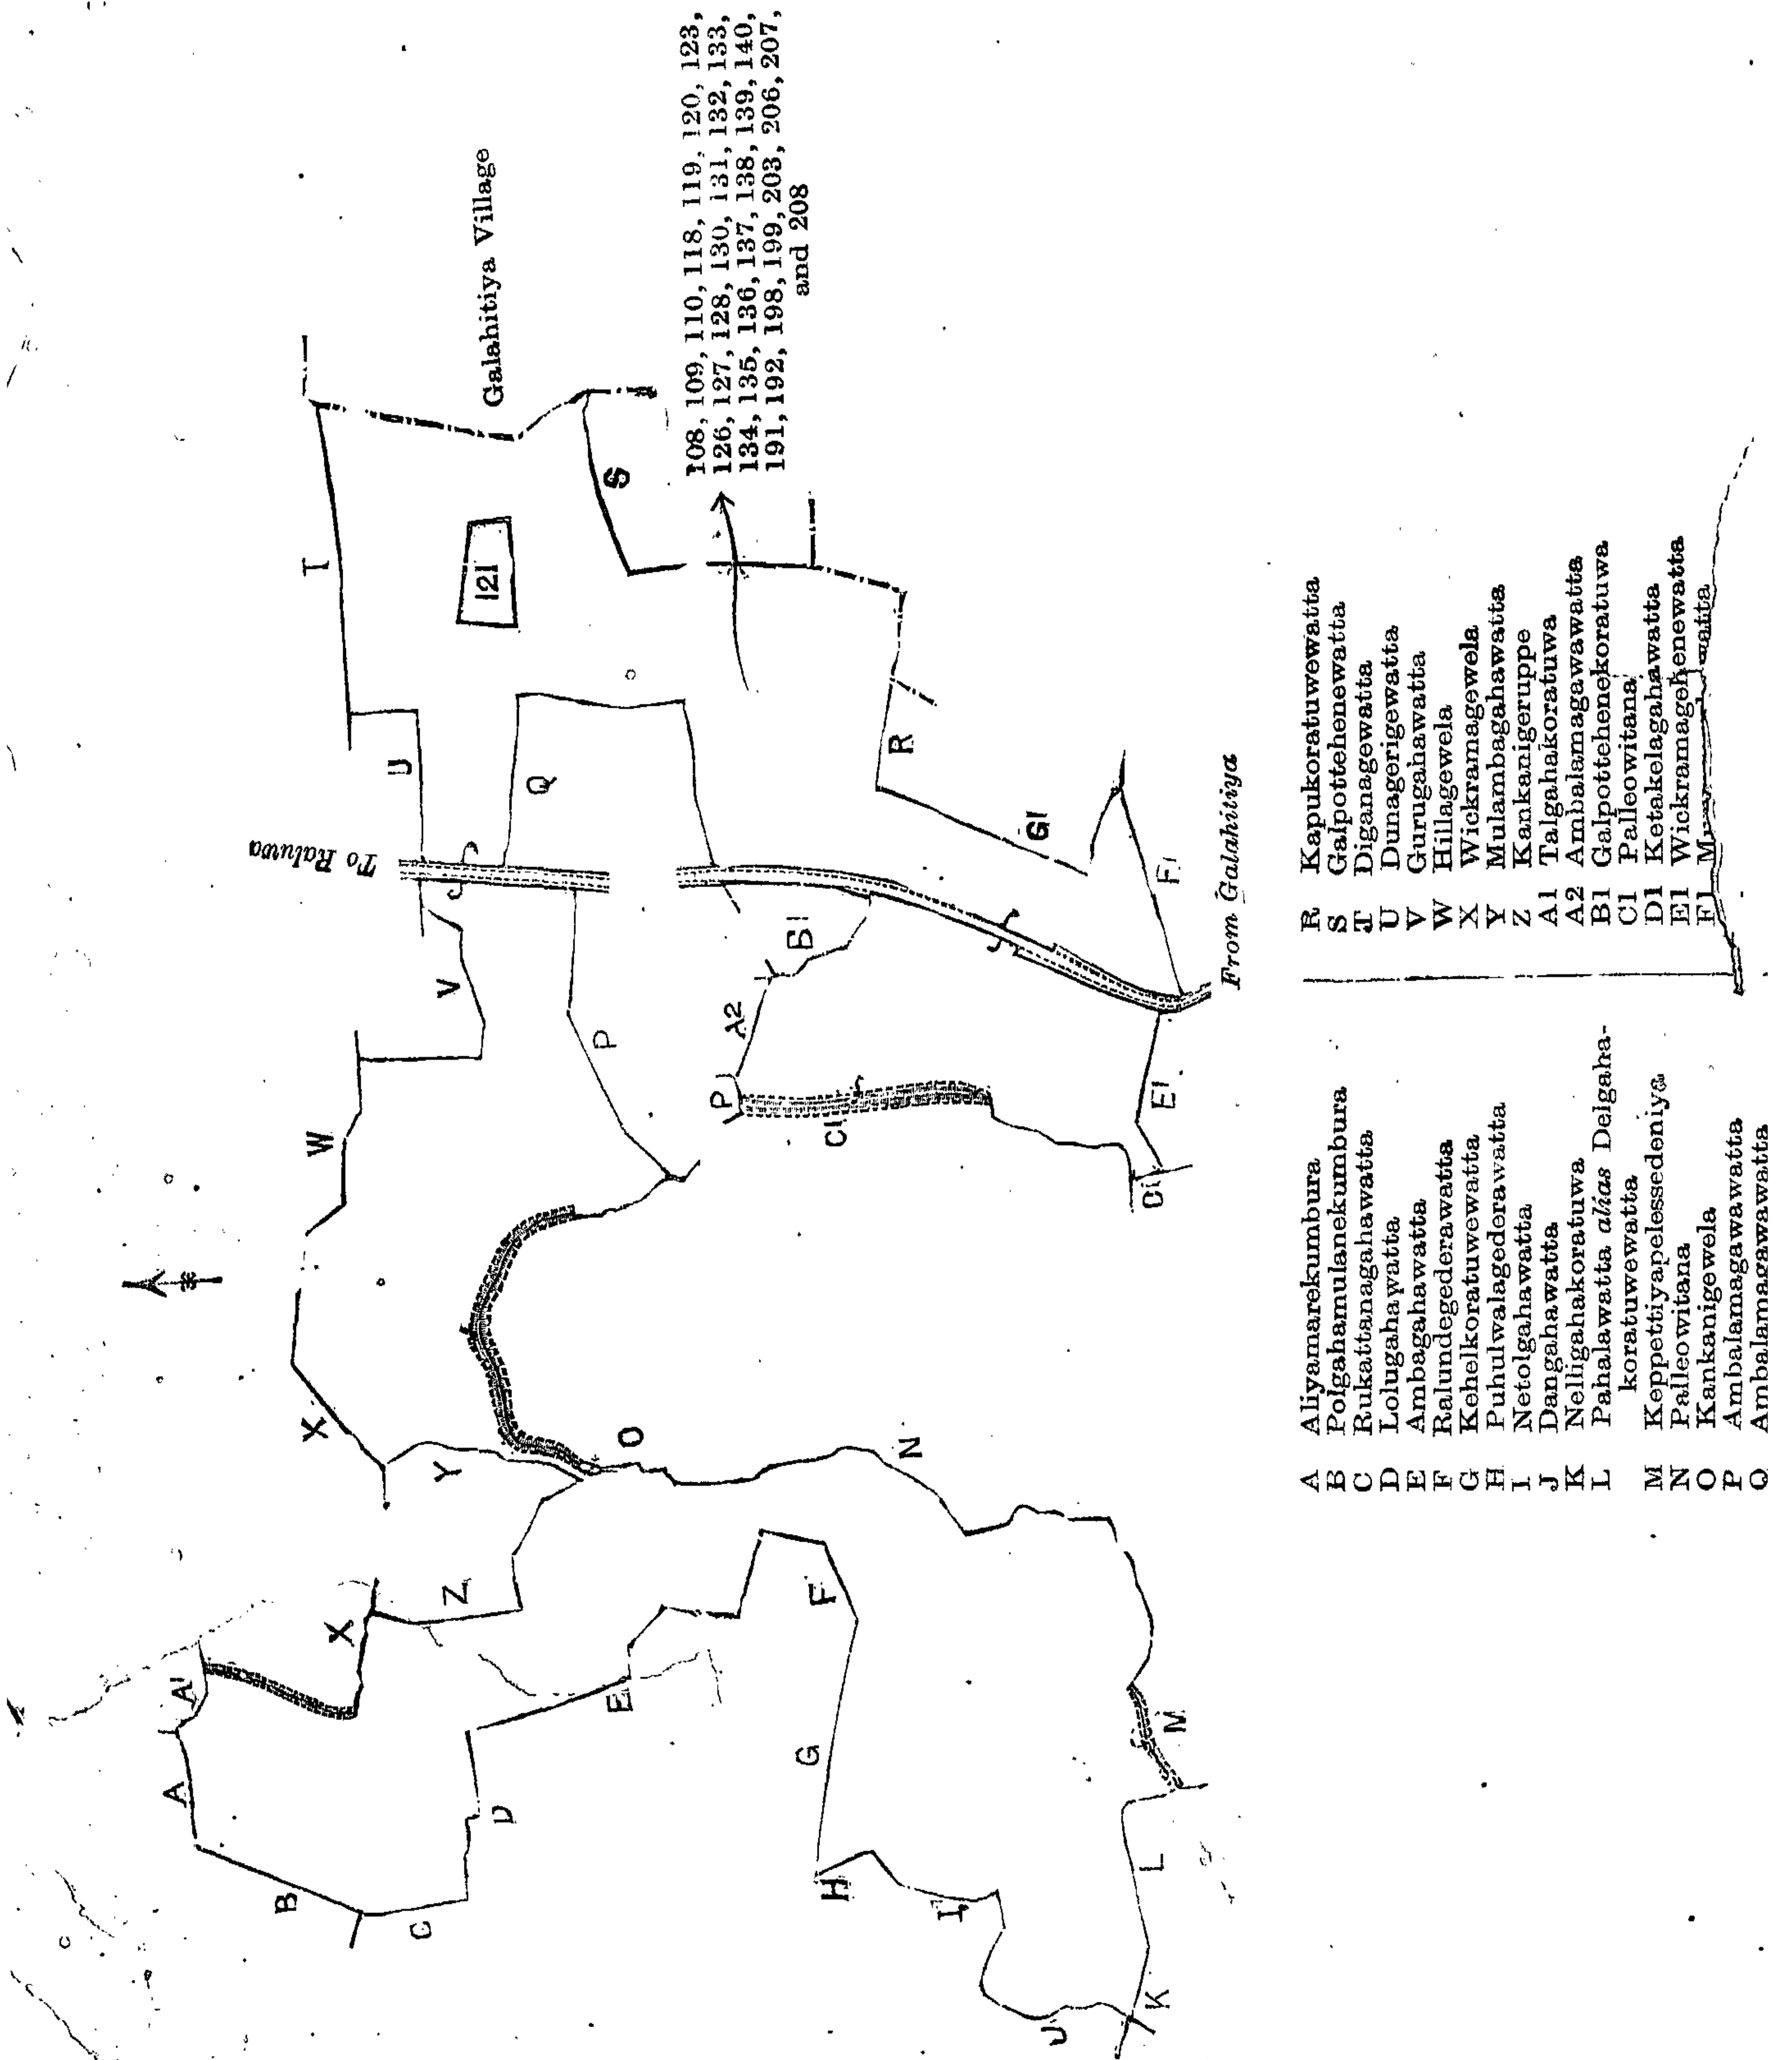 Galahitiya Village
To Raluwa
From Galahitiya
108, 109, 110, 118, 119, 120, 123,
126, 127, 128, 130, 131, 132, 133,
134, 135, 136, 137, 138, 139, 140,
191, 192, 198, 199, 203, 206, 207,
and 208
121
A
A1
B
C
D
E
F
G
H
I
J
K
L
M
N
O
P
Q
R
S
T
U
V
W
X
X
Y
Z
P
A2
B1
C1
D1
E1
F1
G1
A Aliyamarekumbura
B Polgahamulanekumbura
C Rukattanagahawatta
D Lolugahawatta
E Ambagahawatta
F Ralundegederawatta
G Kehelkoratuwewatta
H Puhulwalagederawatta
I Netolgahawatta
J Dangahawatta
K Nelligahakoratuwa
L Pahalawatta alias Delgaha-
koratuwewatta
M Keppettiyapelessedeniya
N Palleowitana
O Kankanigewela
P Ambalamagawawatta
Q Ambalamagawawatta
R Kapukoratuwewatta
S Galpottehenewatta
T Diganagewatta
U Dunagerigewatta
V Gurugahawatta
W Hillagewela
X Wickramagewela
Y Mulambagahawatta
Z Kankanigeruppe
A1 Talgahakoratuwa
A2 Ambalamagawawatta
B1 Galpottehenekoratuwa
C1 Palleowitana
D1 Ketakelagahawatta
E1 Wickramagehenewatta
F1